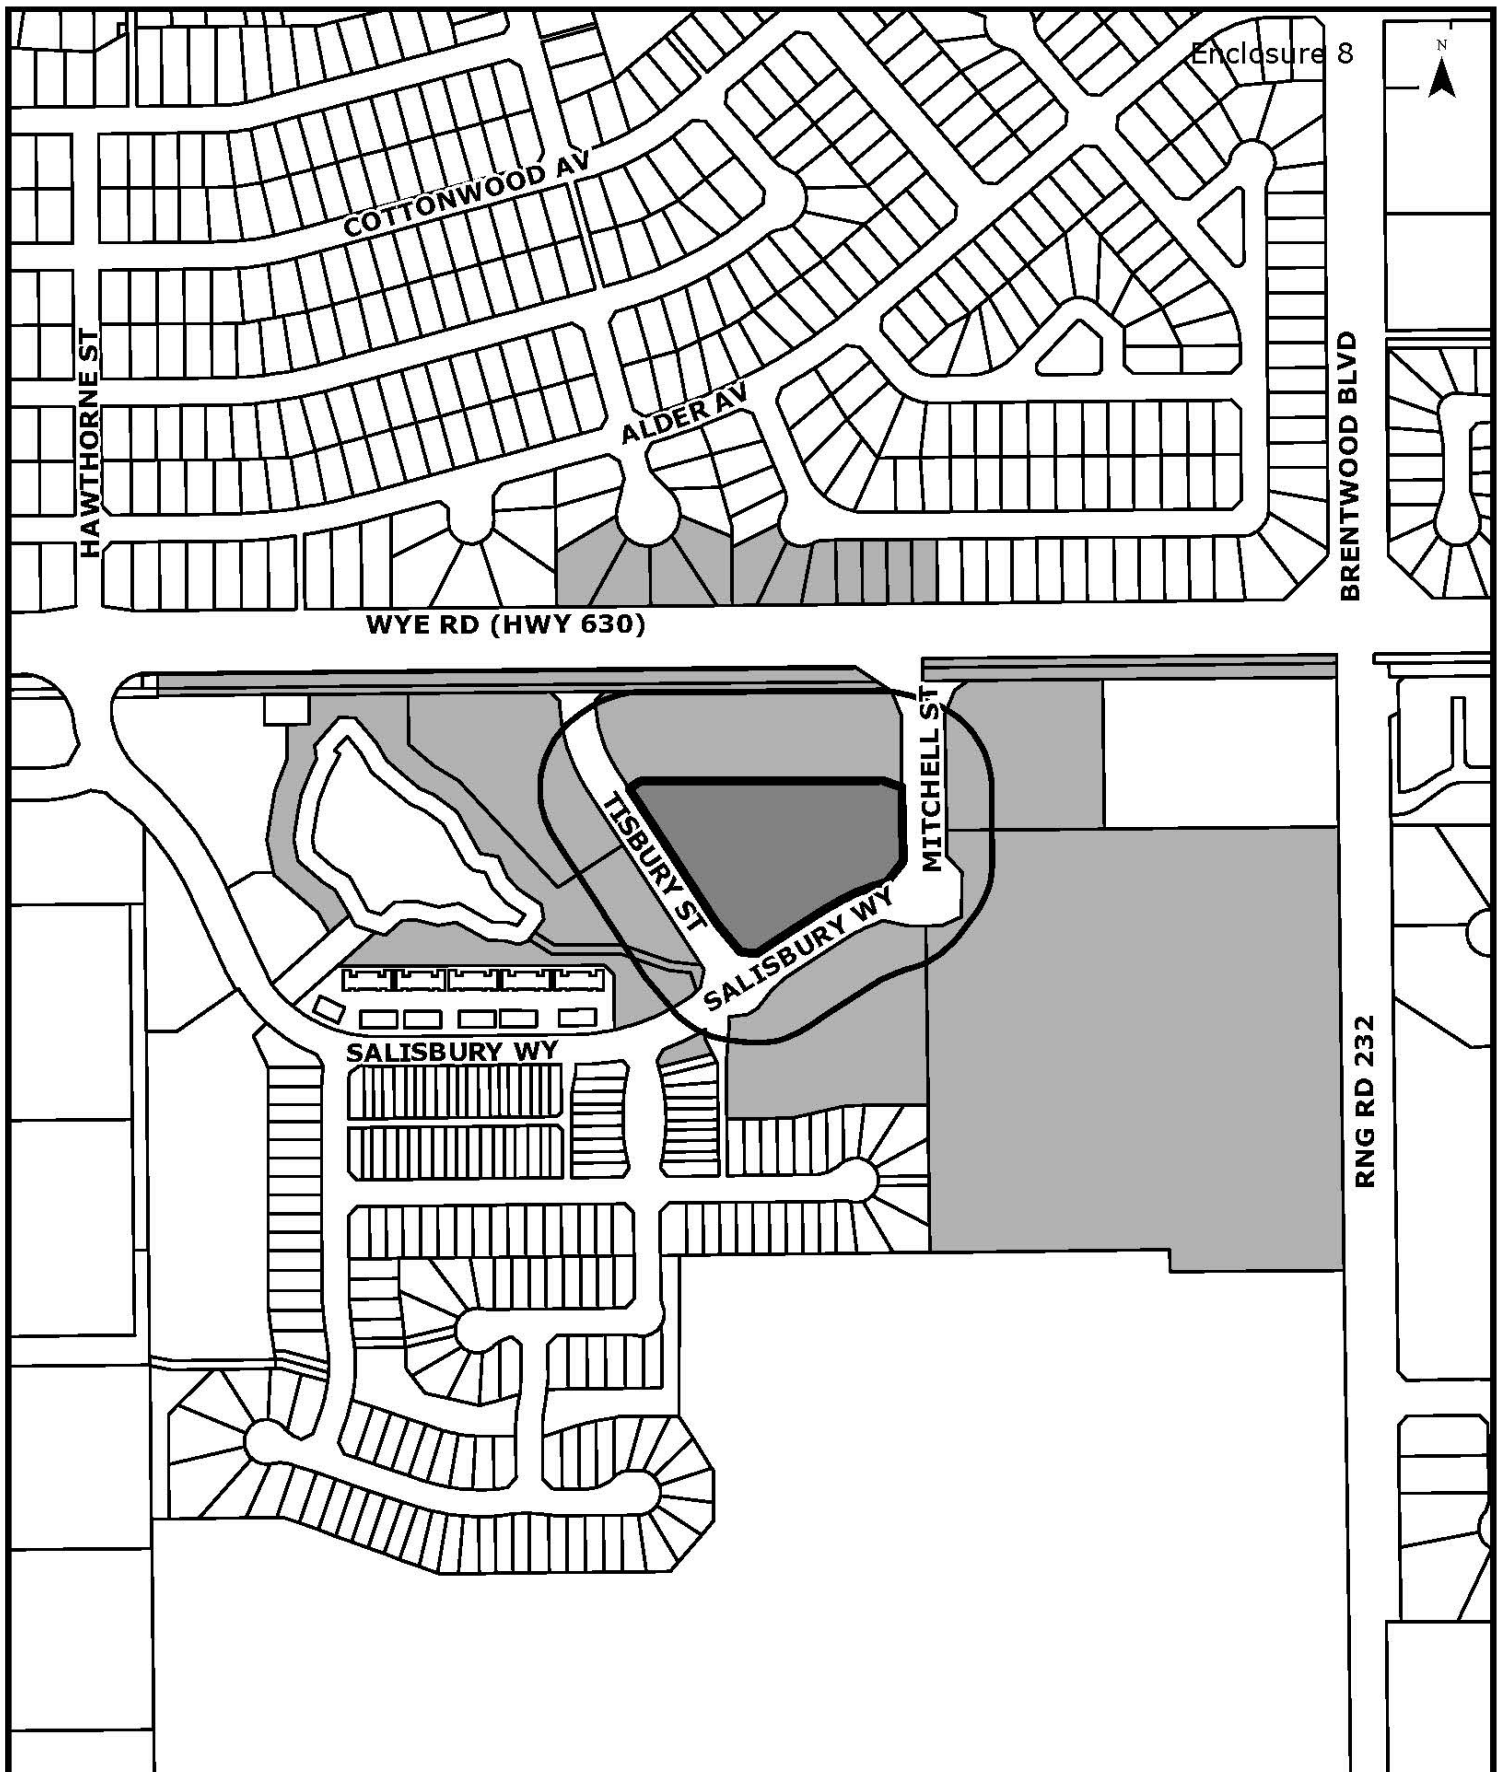 Enclosure 8
N
COTTONWOOD AV
HAWTHORNE ST
ALDER AV
BRENTWOOD BLVD
WYE RD (HWY 630)
MITCHELL ST
TISBURY ST
SALISBURY WY
SALISBURY WY
RNG RD 232